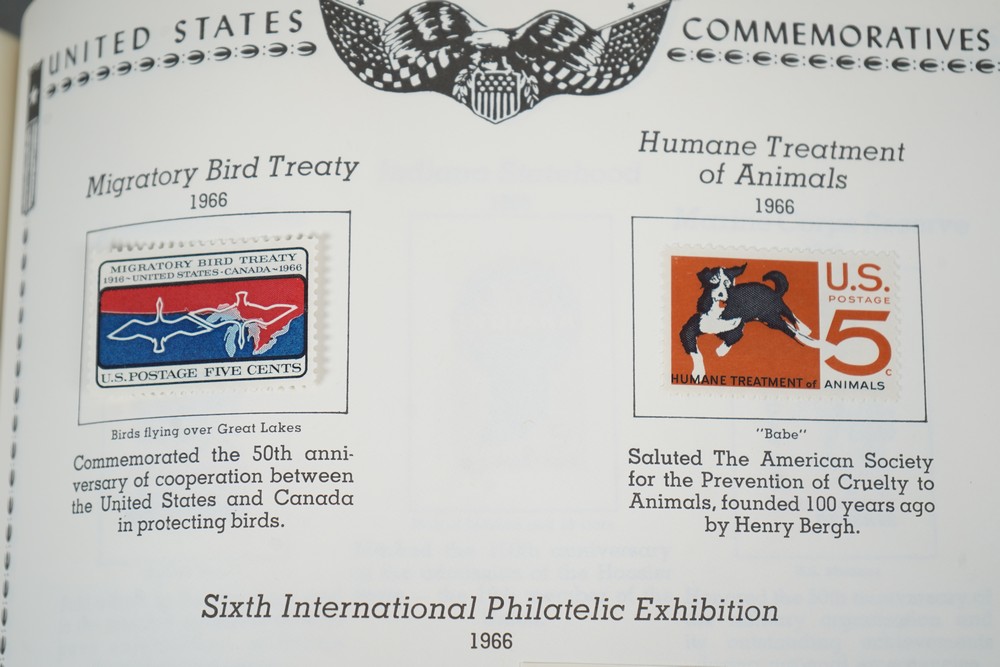 UNITED STATES
COMMEMORATIVES
Migratory Bird Treaty
1966
MIGRATORY BIRD TREATY
1916~UNITED STATES-CANADA~1966
U.S. POSTAGE FIVE CENTS
Birds flying over Great Lakes
Commemorated the 50th anni-
versary of cooperation between
the United States and Canada
in protecting birds.
Humane Treatment
of Animals
1966
U.S.
POSTAGE
5c
HUMANE TREATMENT of ANIMALS
"Babe"
Saluted The American Society
for the Prevention of Cruelty to
Animals, founded 100 years ago
by Henry Bergh.
Sixth International Philatelic Exhibition
1966